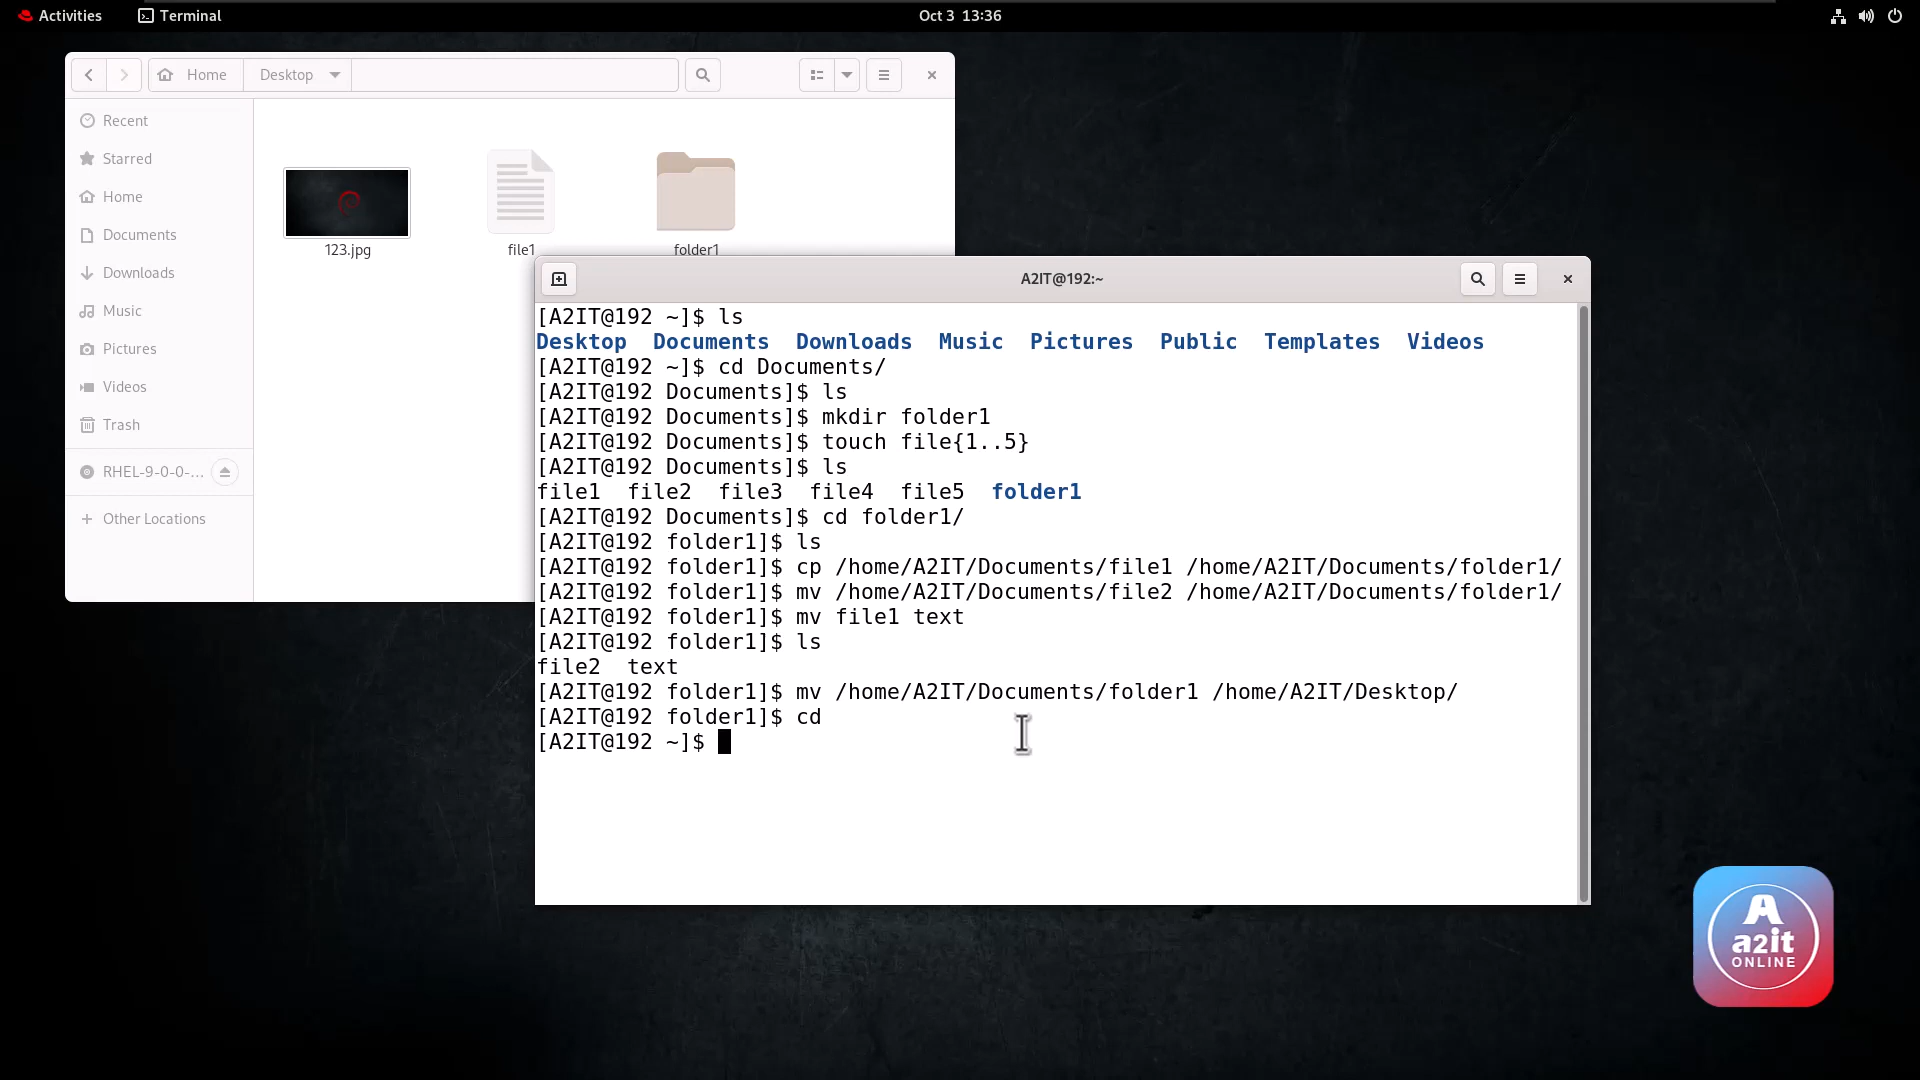 Activities
Terminal
Oct 3 13:36
Home
Desktop
Recent
Starred
Home
Documents
Downloads
Music
Pictures
Videos
Trash
RHEL-9-0-0-...
Other Locations
123.jpg
file1
folder1
A2IT@192:~
[A2IT@192 ~]$ ls
Desktop Documents Downloads Music Pictures Public Templates Videos
[A2IT@192 ~]$ cd Documents/
[A2IT@192 Documents]$ ls
[A2IT@192 Documents]$ mkdir folder1
[A2IT@192 Documents]$ touch file{1..5}
[A2IT@192 Documents]$ ls
file1 file2 file3 file4 file5 folder1
[A2IT@192 Documents]$ cd folder1/
[A2IT@192 folder1]$ ls
[A2IT@192 folder1]$ cp /home/A2IT/Documents/file1 /home/A2IT/Documents/folder1/
[A2IT@192 folder1]$ mv /home/A2IT/Documents/file2 /home/A2IT/Documents/folder1/
[A2IT@192 folder1]$ mv file1 text
[A2IT@192 folder1]$ ls
file2 text
[A2IT@192 folder1]$ mv /home/A2IT/Documents/folder1 /home/A2IT/Desktop/
[A2IT@192 folder1]$ cd
[A2IT@192 ~]$
A
a2it
ONLINE